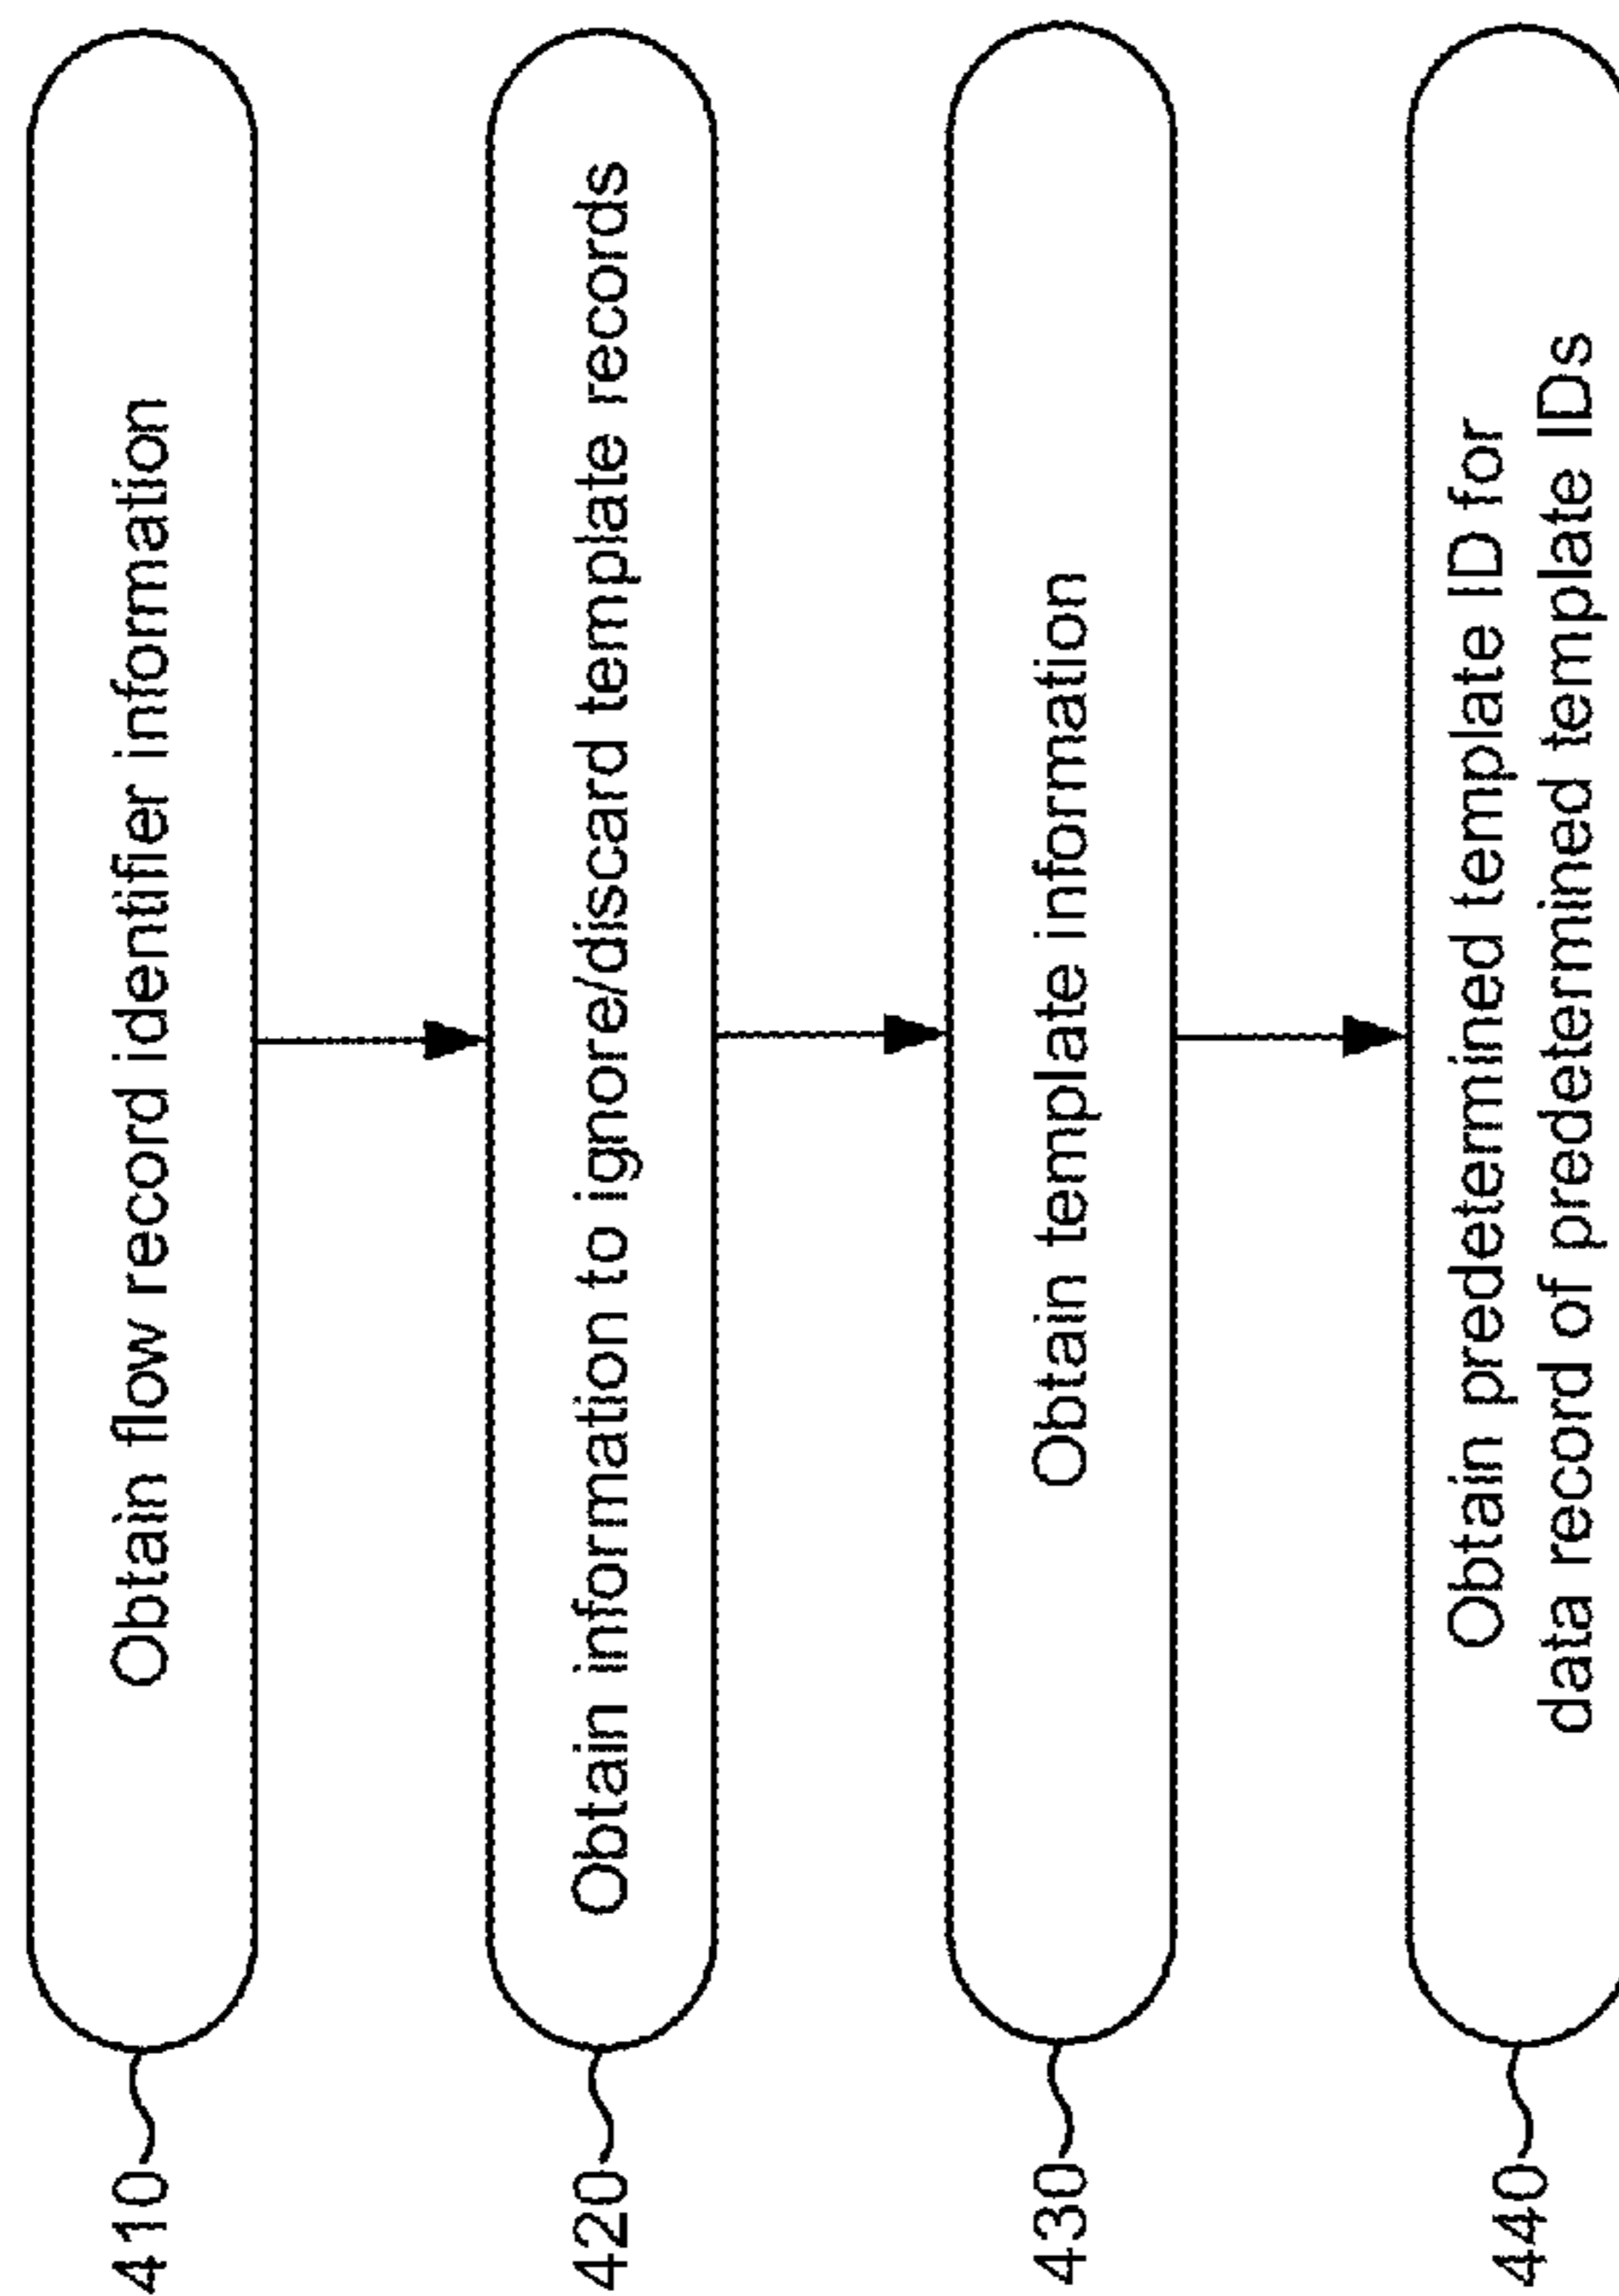 410
Obtain flow record identifier information
420
Obtain information to ignore/discard template records
430
Obtain template information
440
Obtain predetermined template ID for
data record of predetermined template IDs